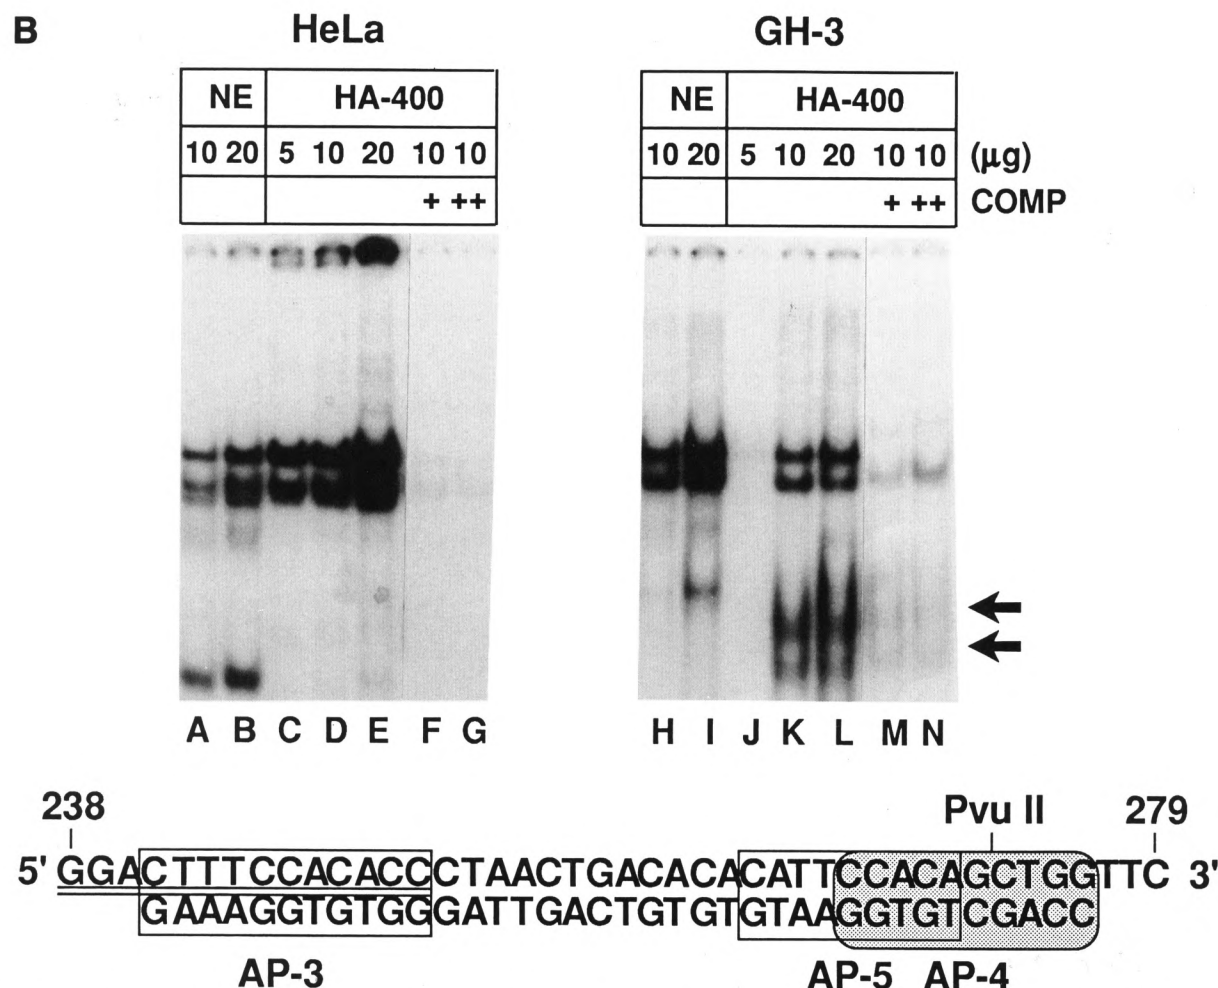 B
HeLa GH-3
NE HA-400 NE HA-400
10 20 5 10 20 10 10 10 20 5 10 20 10 10 (μg)
+ ++ + ++ COMP
A B C D E F G H I J K L M N
238 Pvu II 279
5' GGACTTTCCACACCCTAACTGACACACATTCCACAGCTGGTTC 3'
GAAAGGTGTGGGATTGACTGTGTGTAAGGTGTCGACC
AP-3 AP-5 AP-4